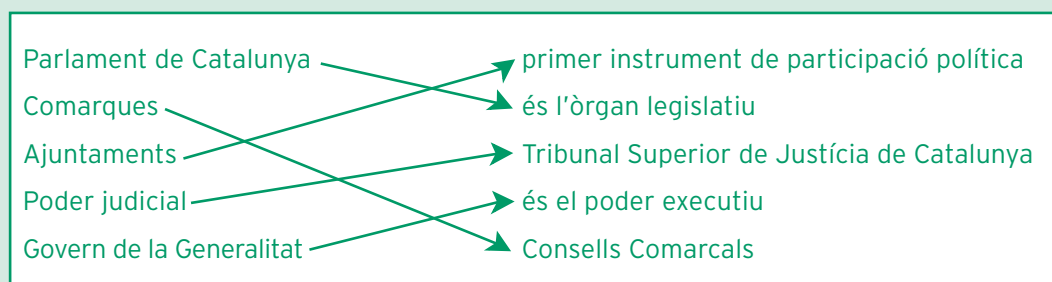 Parlament de Catalunya
Comarques
Ajuntaments
Poder judicial
Govern de la Generalitat
primer instrument de participació política
és l'òrgan legislatiu
Tribunal Superior de Justícia de Catalunya
és el poder executiu
Consells Comarcals